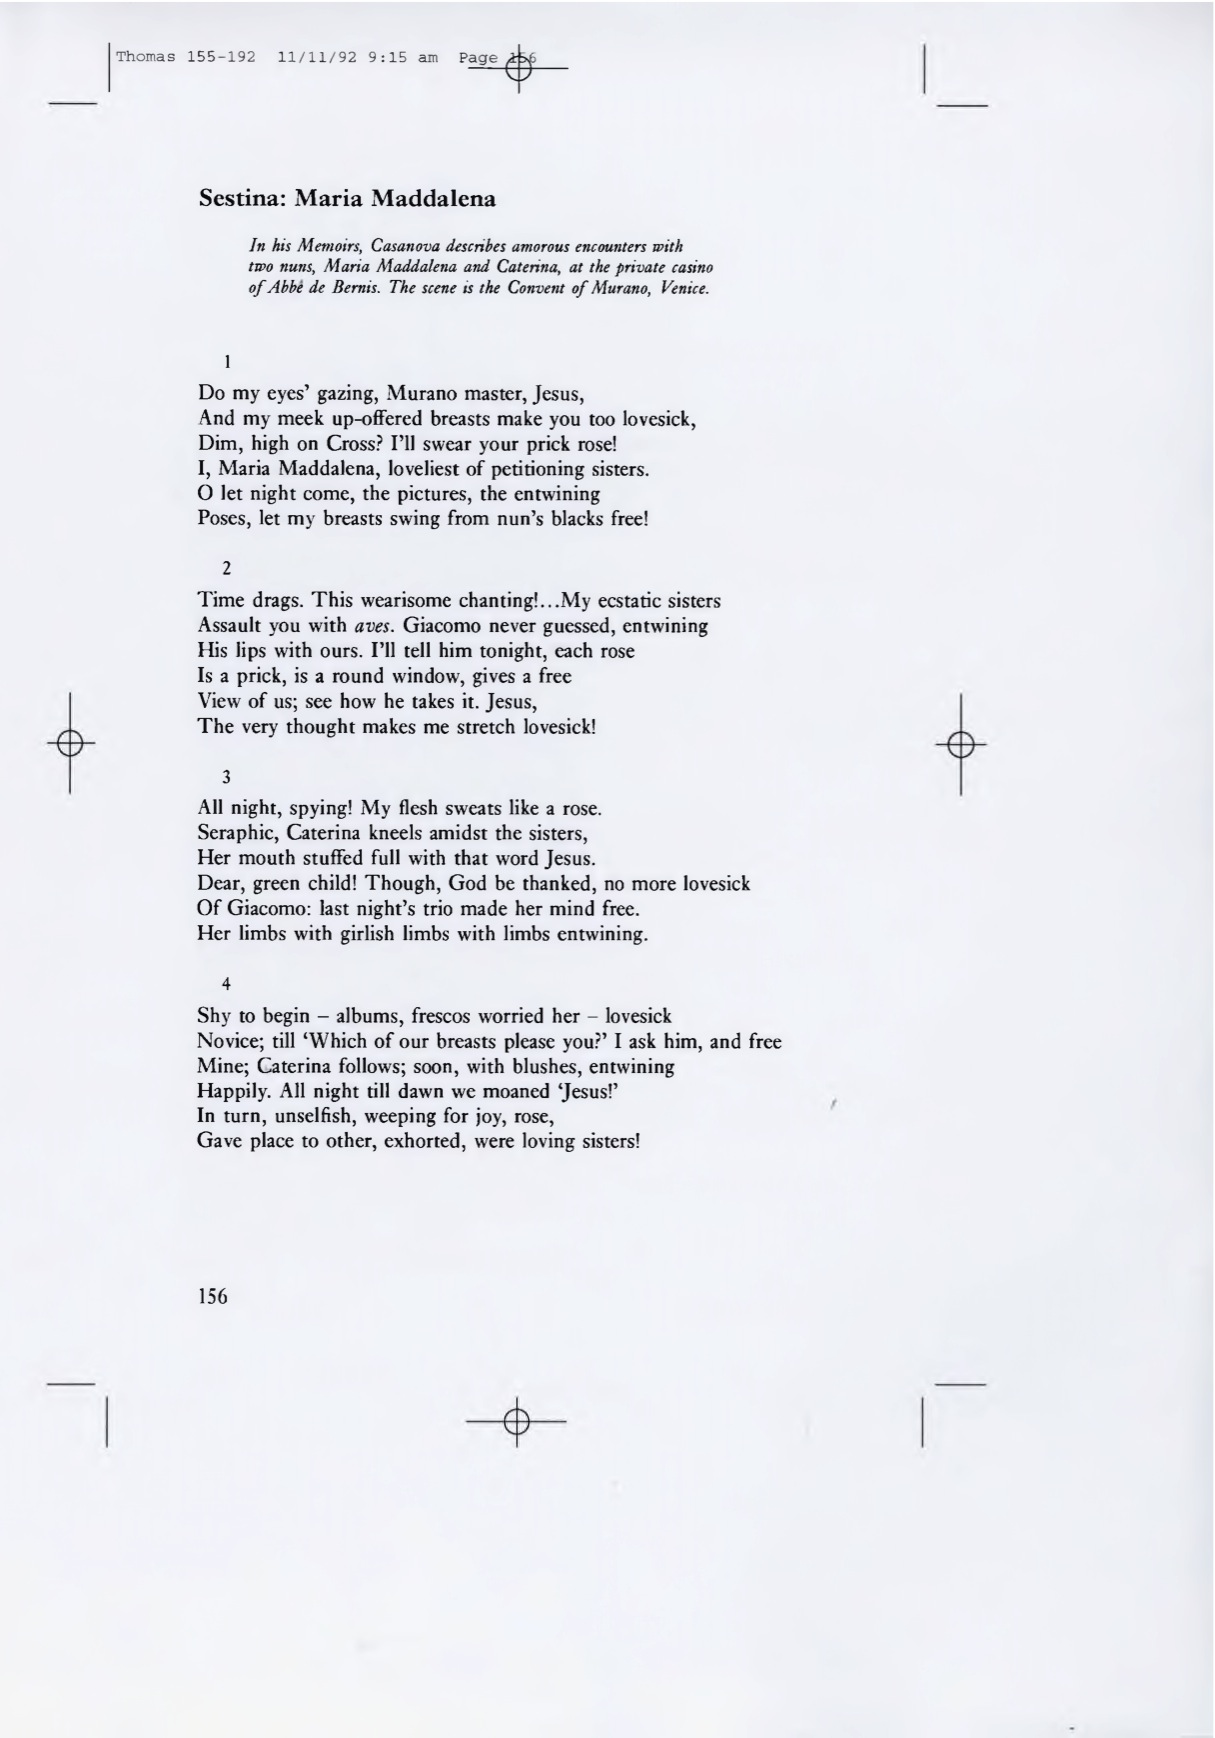 Thomas 155-192 11/11/92 9:15 am Page 156
Sestina: Maria Maddalena
In his Memoirs, Casanova describes amorous encounters with
two nuns, Maria Maddalena and Caterina, at the private casino
of Abbé de Bernis. The scene is the Convent of Murano, Venice.
1
Do my eyes’ gazing, Murano master, Jesus,
And my meek up-offered breasts make you too lovesick,
Dim, high on Cross? I’ll swear your prick rose!
I, Maria Maddalena, loveliest of petitioning sisters.
O let night come, the pictures, the entwining
Poses, let my breasts swing from nun’s blacks free!
2
Time drags. This wearisome chanting!...My ecstatic sisters
Assault you with aves. Giacomo never guessed, entwining
His lips with ours. I’ll tell him tonight, each rose
Is a prick, is a round window, gives a free
View of us; see how he takes it. Jesus,
The very thought makes me stretch lovesick!
3
All night, spying! My flesh sweats like a rose.
Seraphic, Caterina kneels amidst the sisters,
Her mouth stuffed full with that word Jesus.
Dear, green child! Though, God be thanked, no more lovesick
Of Giacomo: last night’s trio made her mind free.
Her limbs with girlish limbs with limbs entwining.
4
Shy to begin – albums, frescos worried her – lovesick
Novice; till ‘Which of our breasts please you?’ I ask him, and free
Mine; Caterina follows; soon, with blushes, entwining
Happily. All night till dawn we moaned ‘Jesus!’
In turn, unselfish, weeping for joy, rose,
Gave place to other, exhorted, were loving sisters!
156